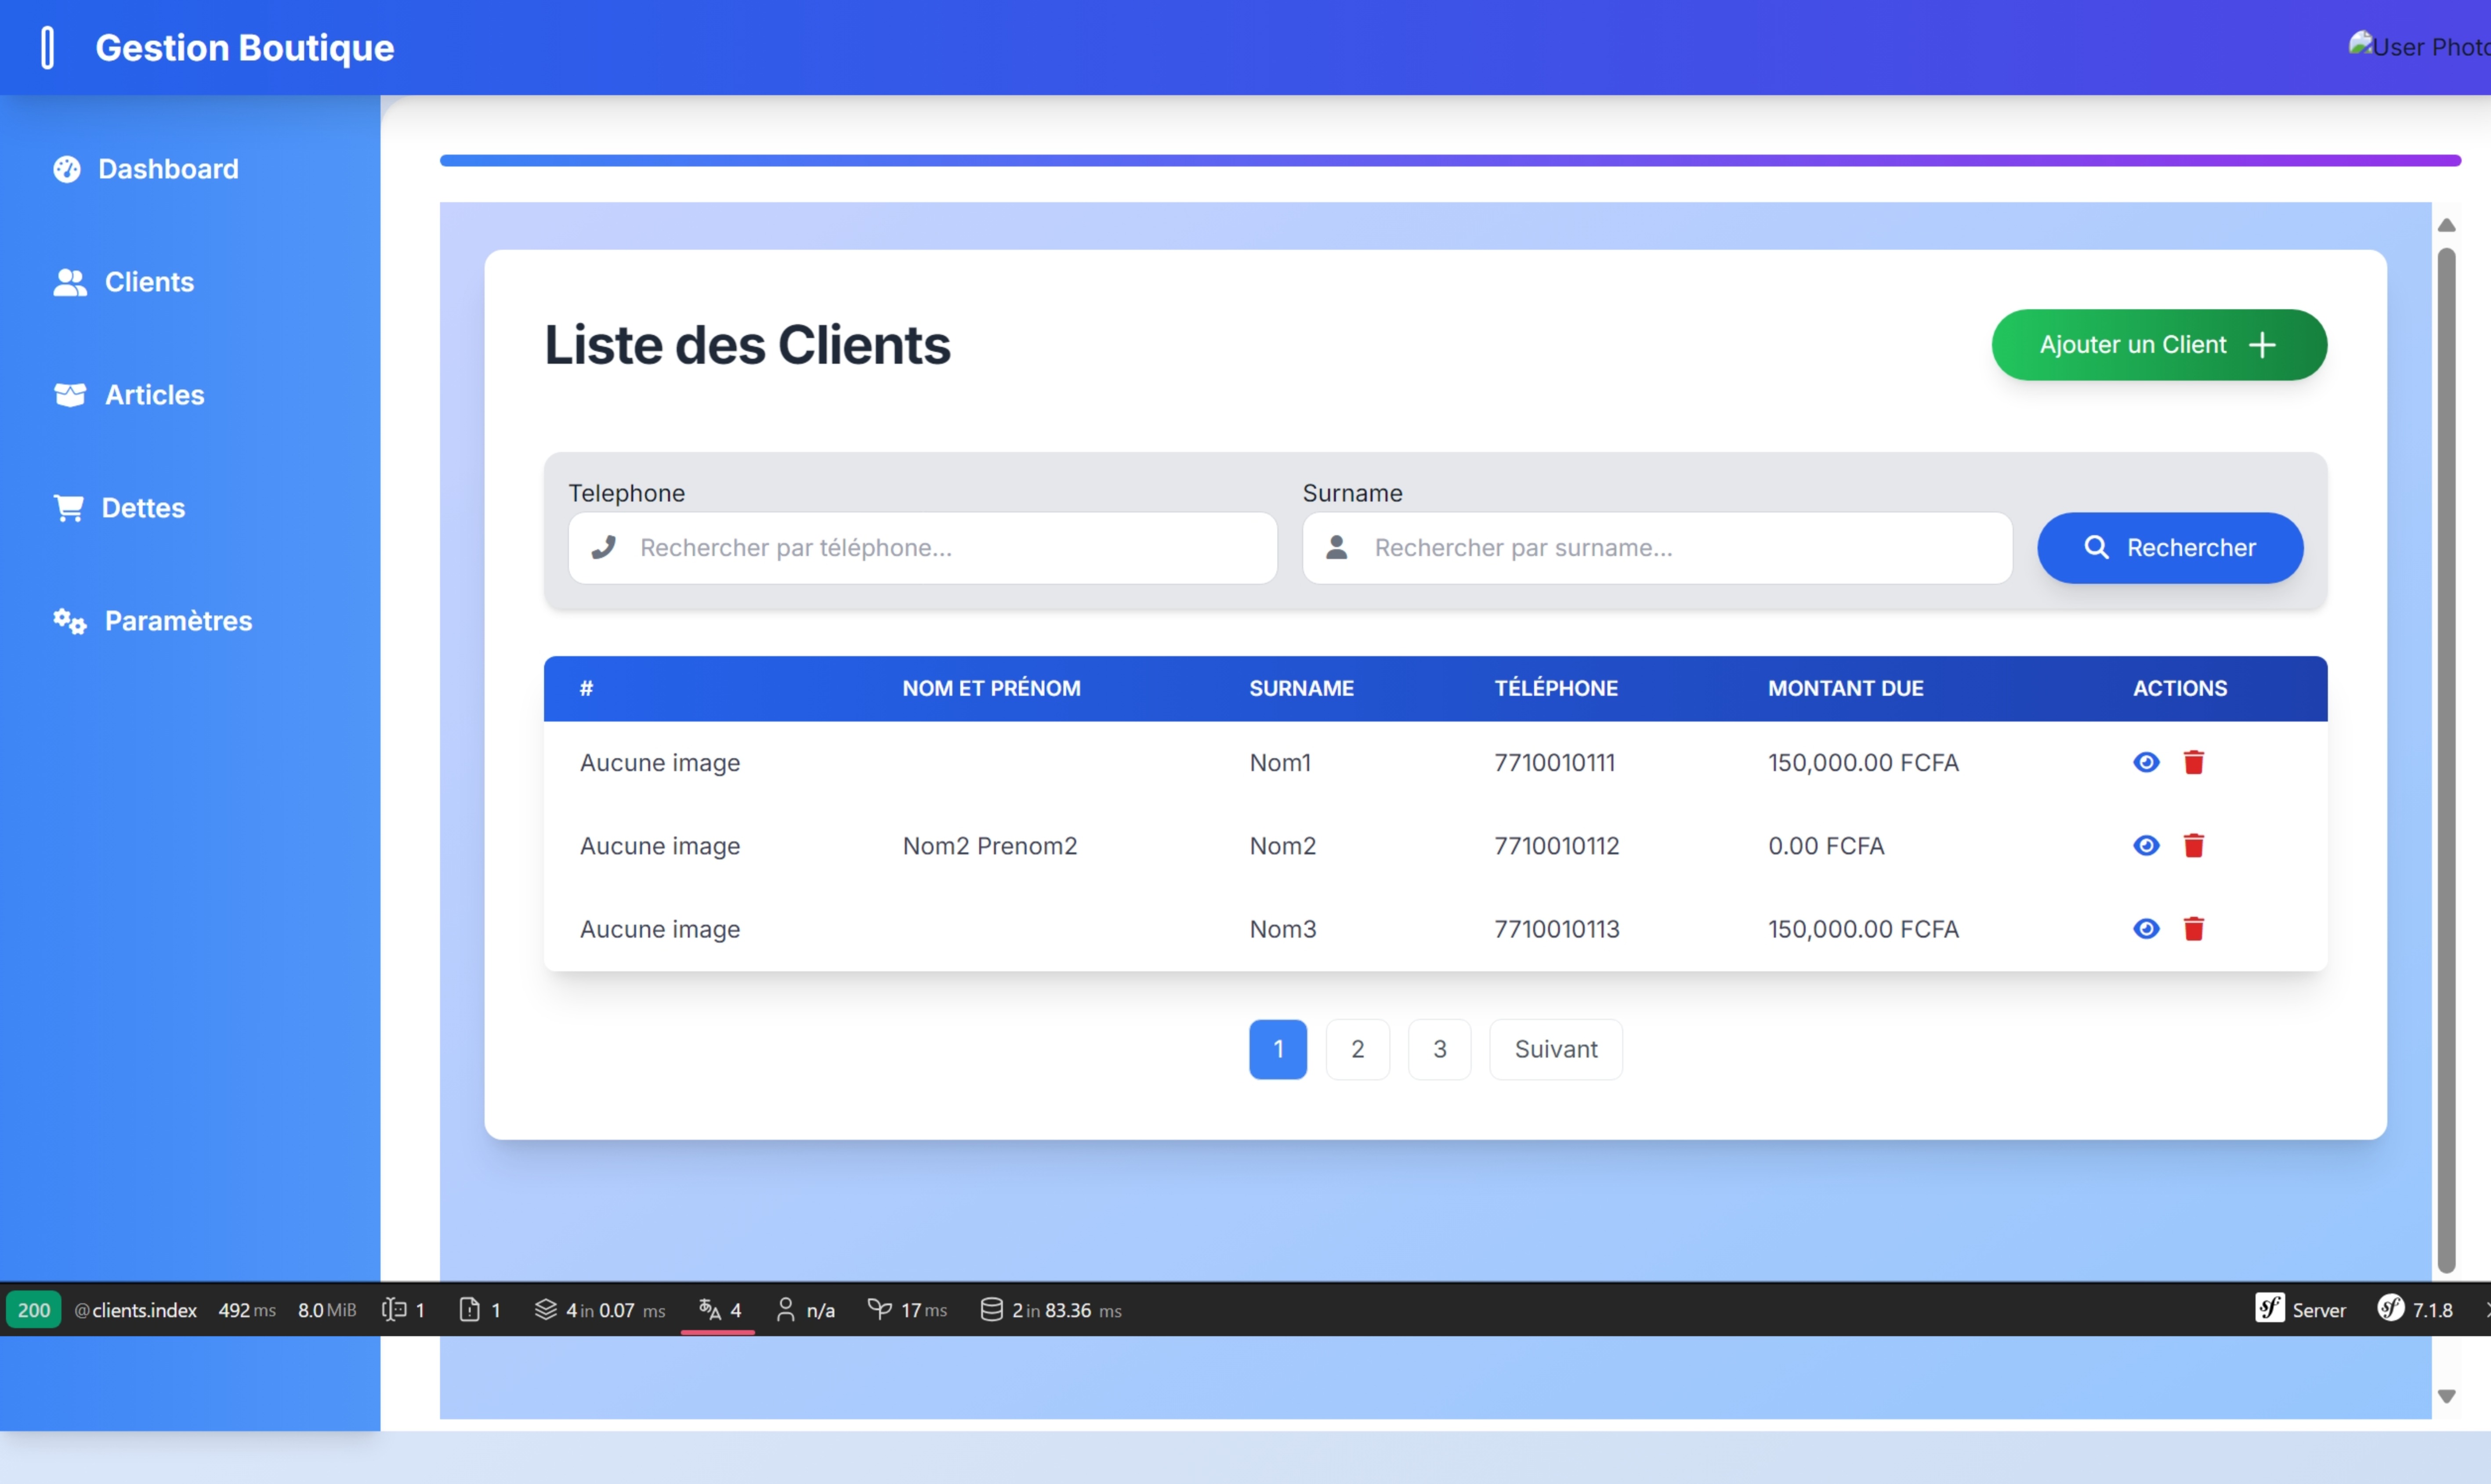 Gestion Boutique
User Photo
Dashboard
Clients
Articles
Dettes
Paramètres
Liste des Clients
Ajouter un Client
Telephone Surname
Rechercher par téléphone... Rechercher par surname... Rechercher
# NOM ET PRÉNOM SURNAME TÉLÉPHONE MONTANT DUE ACTIONS
Aucune image Nom1 7710010111 150,000.00 FCFA
Aucune image Nom2 Prenom2 Nom2 7710010112 0.00 FCFA
Aucune image Nom3 7710010113 150,000.00 FCFA
1 2 3 Suivant
200 @clients.index 492 ms 8.0 MiB 1 1 4 in 0.07 ms 4 n/a 17 ms 2 in 83.36 ms Server 7.1.8